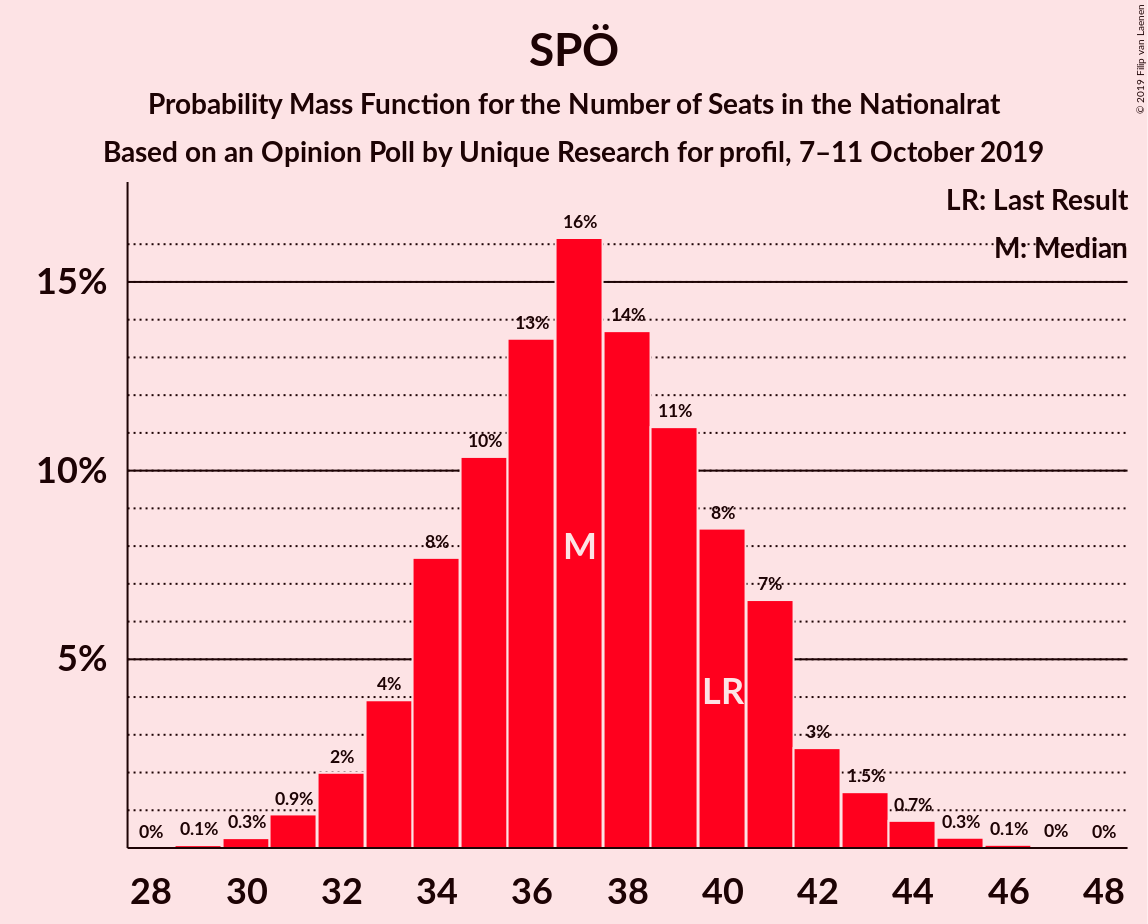 SPÖ
Probability Mass Function for the Number of Seats in the Nationalrat
Based on an Opinion Poll by Unique Research for profil, 7–11 October 2019
© 2019 Filip van Laenen
LR: Last Result
M: Median
15%
10%
5%
0%
0.1%
0.3%
0.9%
2%
4%
8%
10%
13%
16%
14%
11%
8%
7%
3%
1.5%
0.7%
0.3%
0.1%
0%
0%
M
LR
28 30 32 34 36 38 40 42 44 46 48